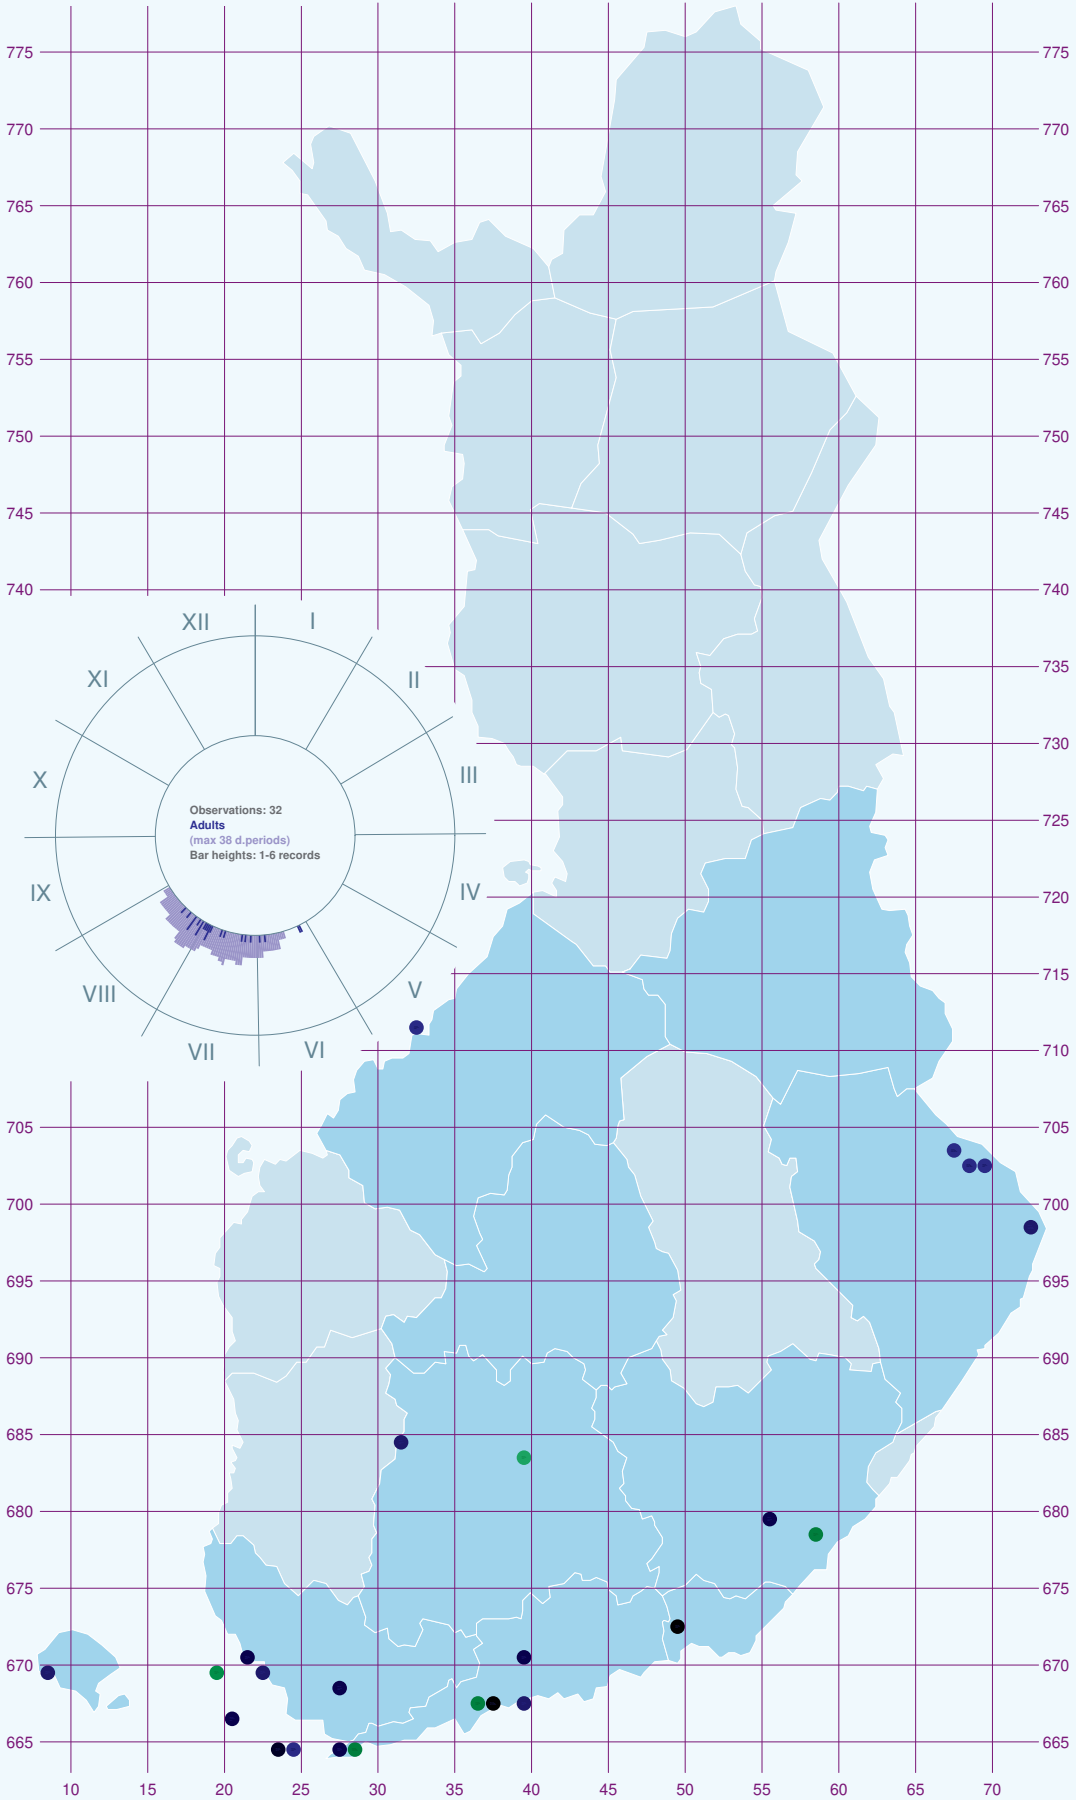 775 775
770 770
765 765
760 760
755 755
750 750
745 745
740 740
XII I
XI II
735
X III
730
Observations: 32
Adults
(max 38 d.periods)
Bar heights: 1-6 records
725
IX IV
720
715
VIII V
VII VI
710
705 705
700 700
695 695
690 690
685 685
680 680
675 675
670 670
665 665
10 15 20 25 30 35 40 45 50 55 60 65 70